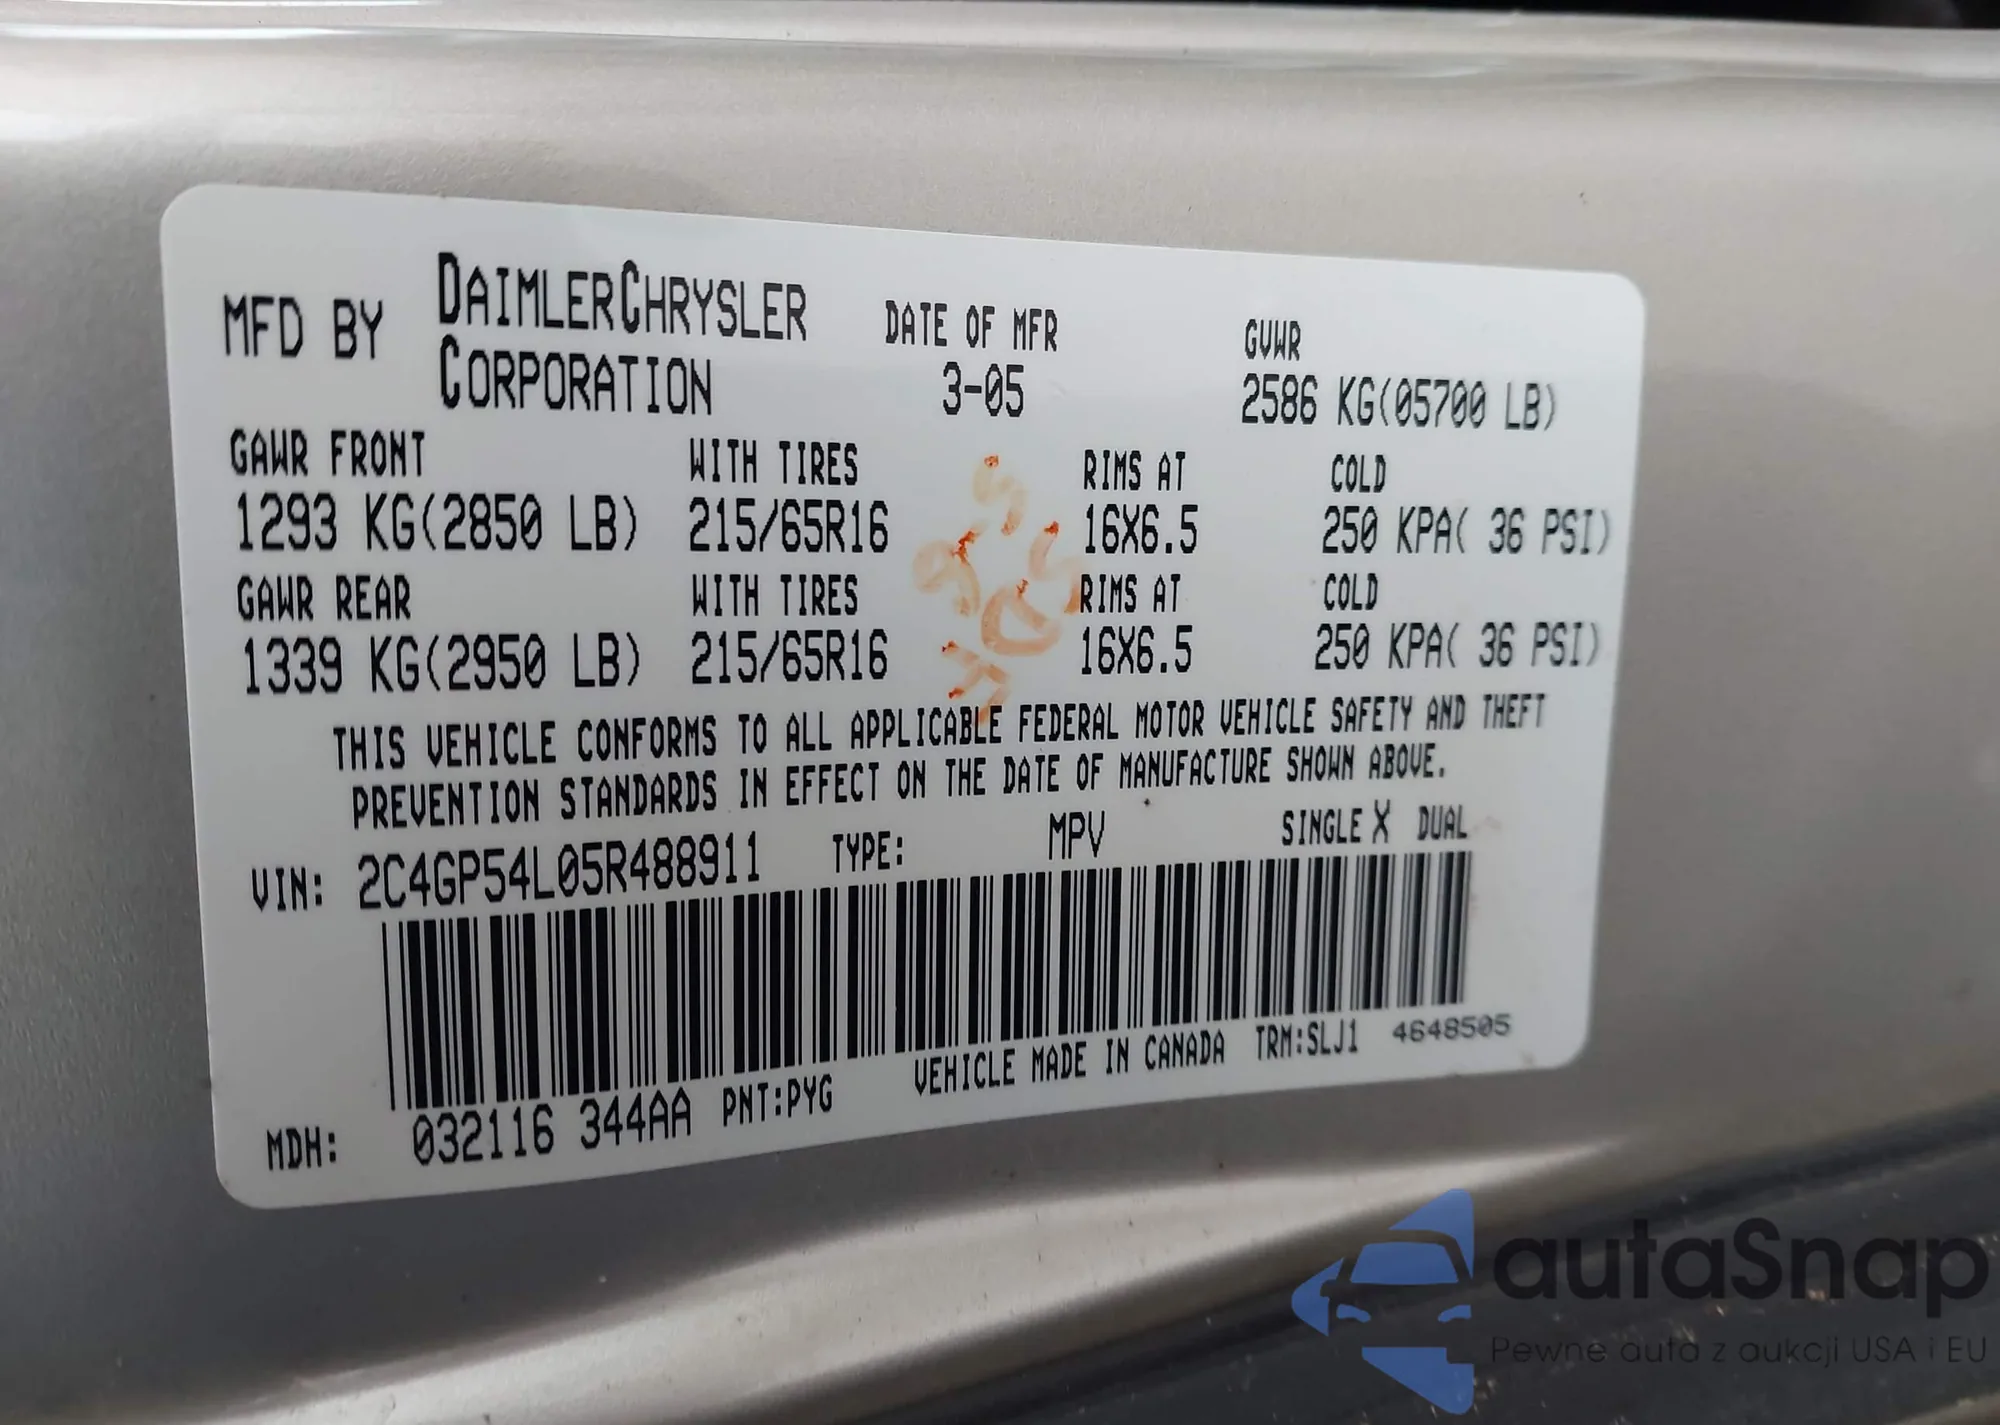 MFD BY DAIMLERCHRYSLER CORPORATION DATE OF MFR 3-05 GVWR 2586 KG(05700 LB)
GAWR FRONT WITH TIRES RIMS AT COLD
1293 KG(2850 LB) 215/65R16 16X6.5 250 KPA( 36 PSI)
GAWR REAR WITH TIRES RIMS AT COLD
1339 KG(2950 LB) 215/65R16 16X6.5 250 KPA( 36 PSI)
THIS VEHICLE CONFORMS TO ALL APPLICABLE FEDERAL MOTOR VEHICLE SAFETY AND THEFT
PREVENTION STANDARDS IN EFFECT ON THE DATE OF MANUFACTURE SHOWN ABOVE.
VIN: 2C4GP54L05R488911 TYPE: MPV SINGLE X DUAL
VEHICLE MADE IN CANADA TRM:SLJ1 4648505
MDH: 032116 344AA PNT:PYG
autaSnap
Pewne auta z aukcji USA i EU